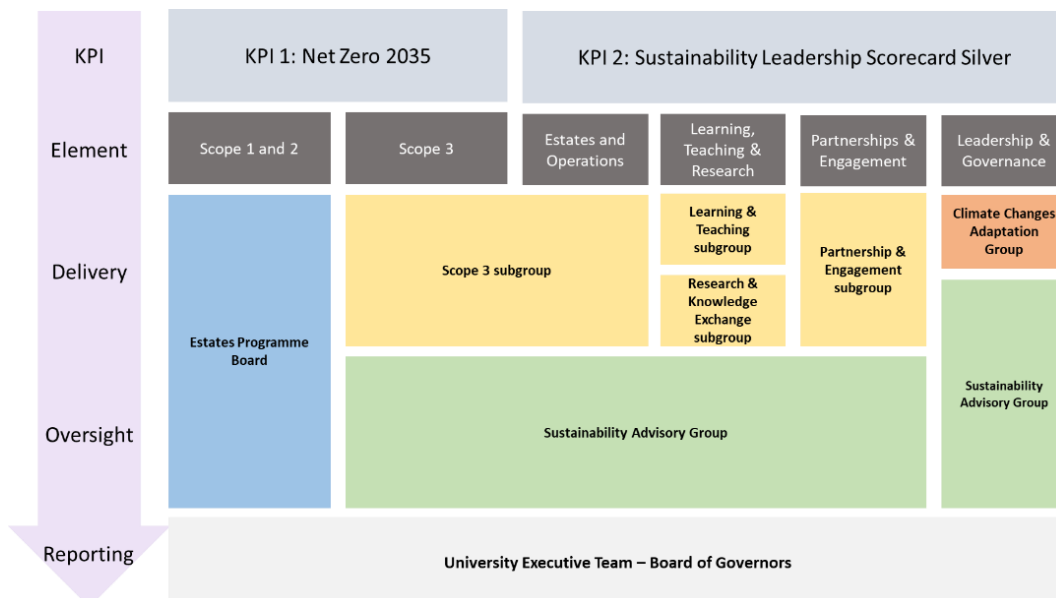 KPI
KPI 1: Net Zero 2035
KPI 2: Sustainability Leadership Scorecard Silver
Element
Scope 1 and 2
Scope 3
Estates and
Operations
Learning,
Teaching &
Research
Partnerships &
Engagement
Leadership &
Governance
Delivery
Estates Programme
Board
Scope 3 subgroup
Learning &
Teaching
subgroup
Research &
Knowledge
Exchange
subgroup
Partnership &
Engagement
subgroup
Climate Changes
Adaptation
Group
Oversight
Sustainability Advisory Group
Sustainability
Advisory Group
Reporting
University Executive Team – Board of Governors